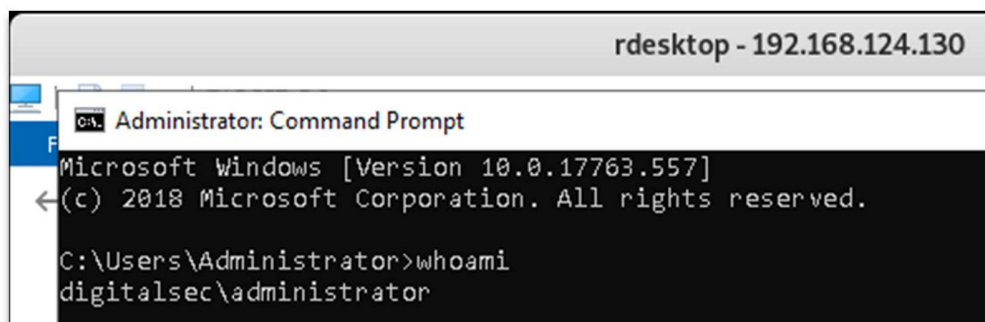 rdesktop - 192.168.124.130
Administrator: Command Prompt
F
Microsoft Windows [Version 10.0.17763.557]
(c) 2018 Microsoft Corporation. All rights reserved.
C:\Users\Administrator>whoami
digitalsec\administrator